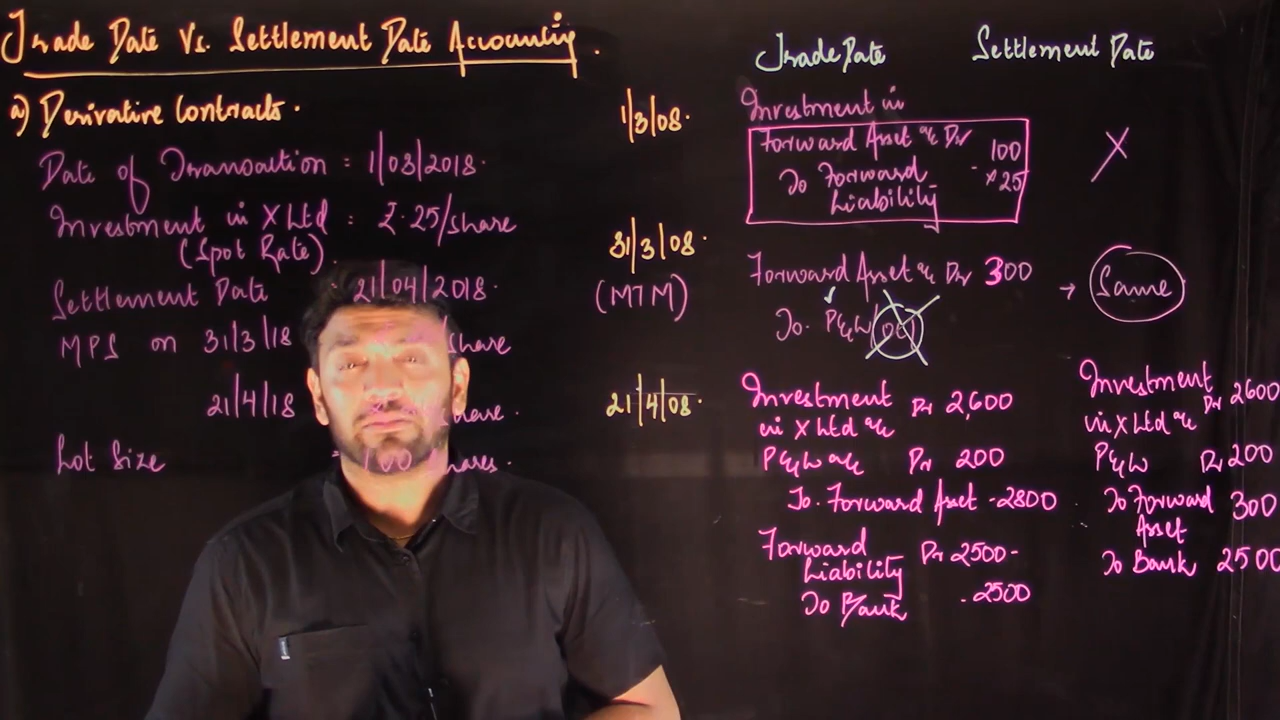 Trade Date Vs. Settlement Date Accounting.
a) Derivative Contracts.
Date of Transaction = 1/03/2018.
Investment in X Ltd = ₹.25/share
(Spot Rate).
Settlement Date 21/04/2018.
MPS on 31/3/18 /share
21/4/18 share.
Lot Size 100 shares.
Trade Date
Settlement Date
1/3/08.
Investment in
Forward Asset a/c Dr 100
To Forward Liability - ×25
X
31/3/08.
(MTM)
Forward Asset a/c Dr 300
To. P&L/OCI
→ Same
21/4/08.
Investment Dr 2,600
in X Ltd a/c
P&L a/c Dr 200
To. Forward Asset -2800
Forward Dr 2500-
Liability
To Bank -2500
Investment Dr 2600
in X Ltd a/c
P&L Dr 200
To Forward 300
Asset
To Bank 2500